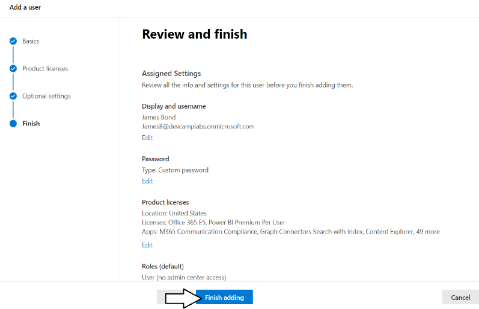 Add a user
Basics
Product licenses
Optional settings
Finish
Review and finish
Assigned Settings
Review all the info and settings for this user before you finish adding them.
Display and username
James Bond
JamesB@devcamplabs.onmicrosoft.com
Edit
Password
Type: Custom password
Edit
Product licenses
Location: United States
Licenses: Office 365 E5, Power BI Premium Per User
Apps: M365 Communication Compliance, Graph Connectors Search with Index, Content Explorer, 49 more
Edit
Roles (default)
User (no admin center access)
Finish adding
Cancel